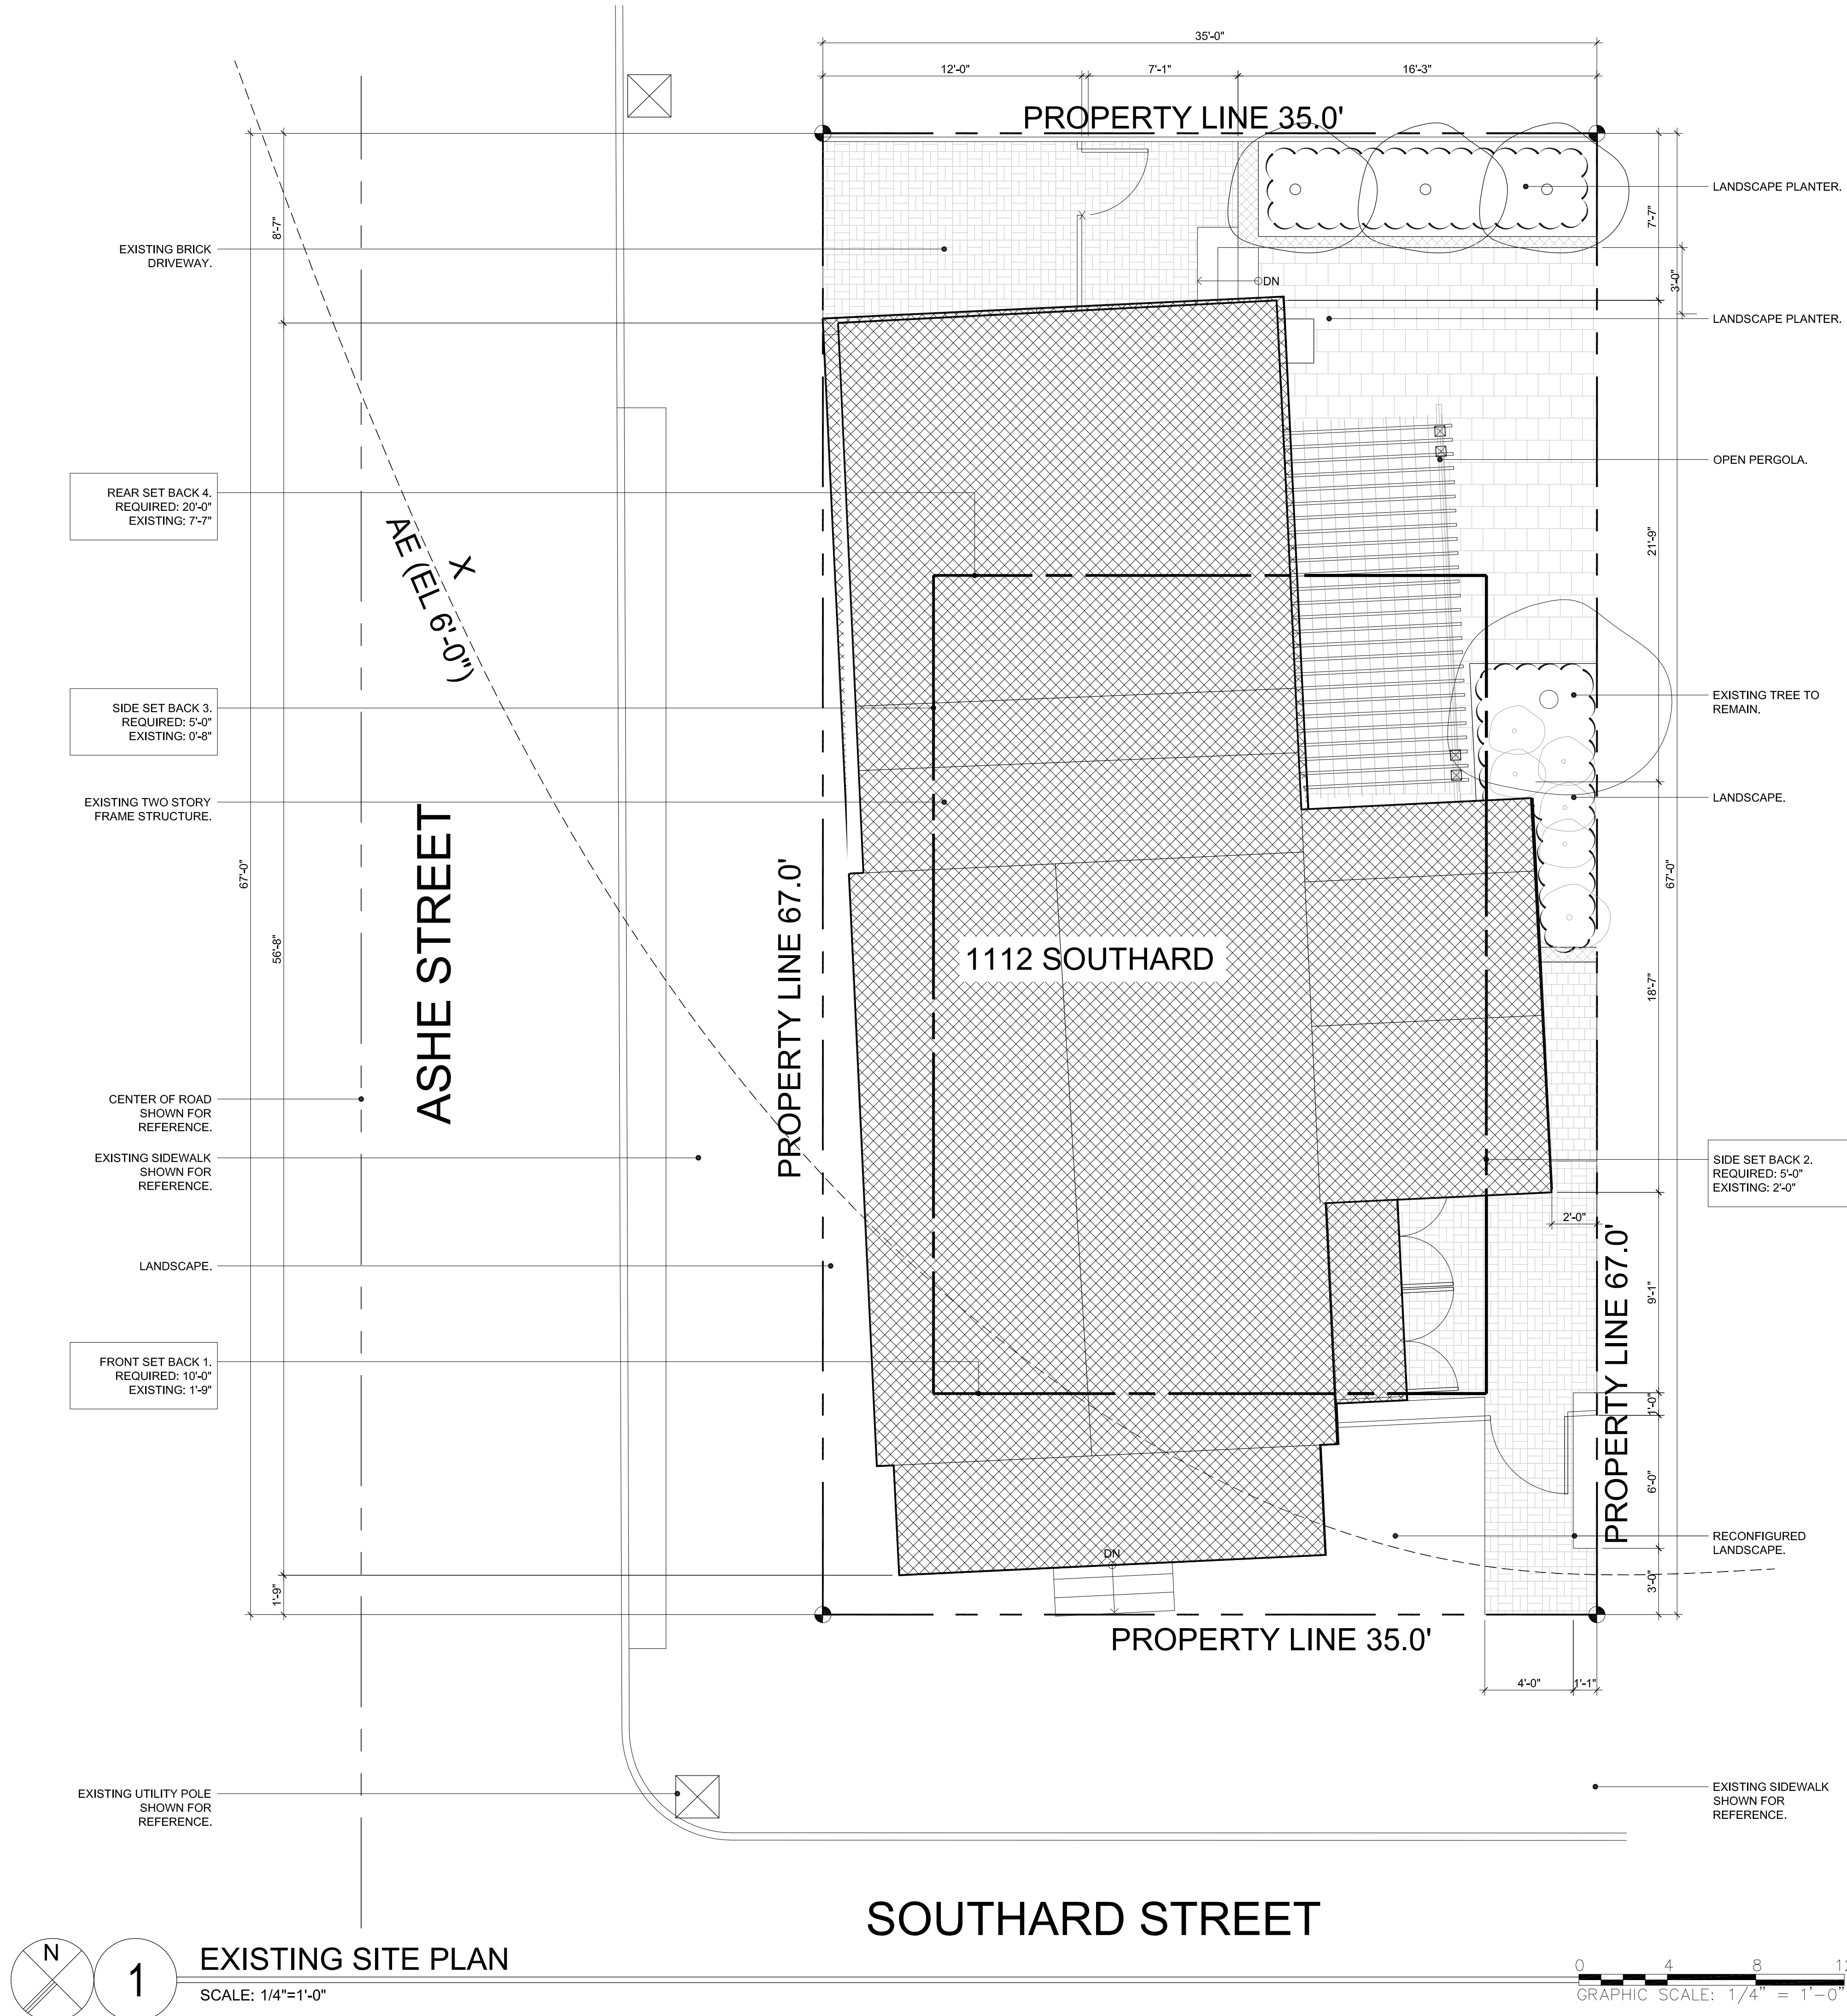 35'-0"
12'-0"
7'-1"
16'-3"
PROPERTY LINE 35.0'
LANDSCAPE PLANTER.
8'-7"
7'-7"
EXISTING BRICK
DRIVEWAY.
3'-0"
DN
LANDSCAPE PLANTER.
OPEN PERGOLA.
REAR SET BACK 4.
REQUIRED: 20'-0"
EXISTING: 7'-7"
X
AE (EL 6'-0")
21'-9"
SIDE SET BACK 3.
REQUIRED: 5'-0"
EXISTING: 0'-8"
EXISTING TREE TO
REMAIN.
EXISTING TWO STORY
FRAME STRUCTURE.
LANDSCAPE.
67'-0"
56'-8"
ASHE STREET
PROPERTY LINE 67.0'
1112 SOUTHARD
67'-0"
18'-7"
CENTER OF ROAD
SHOWN FOR
REFERENCE.
EXISTING SIDEWALK
SHOWN FOR
REFERENCE.
SIDE SET BACK 2.
REQUIRED: 5'-0"
EXISTING: 2'-0"
2'-0"
PROPERTY LINE 67.0'
LANDSCAPE.
9'-1"
FRONT SET BACK 1.
REQUIRED: 10'-0"
EXISTING: 1'-9"
1'-0"
6'-0"
RECONFIGURED
LANDSCAPE.
DN
1'-9"
3'-0"
PROPERTY LINE 35.0'
4'-0"
1'-1"
EXISTING UTILITY POLE
SHOWN FOR
REFERENCE.
EXISTING SIDEWALK
SHOWN FOR
REFERENCE.
SOUTHARD STREET
N
1
EXISTING SITE PLAN
SCALE: 1/4"=1'-0"
0 4 8 12
GRAPHIC SCALE: 1/4" = 1'-0"